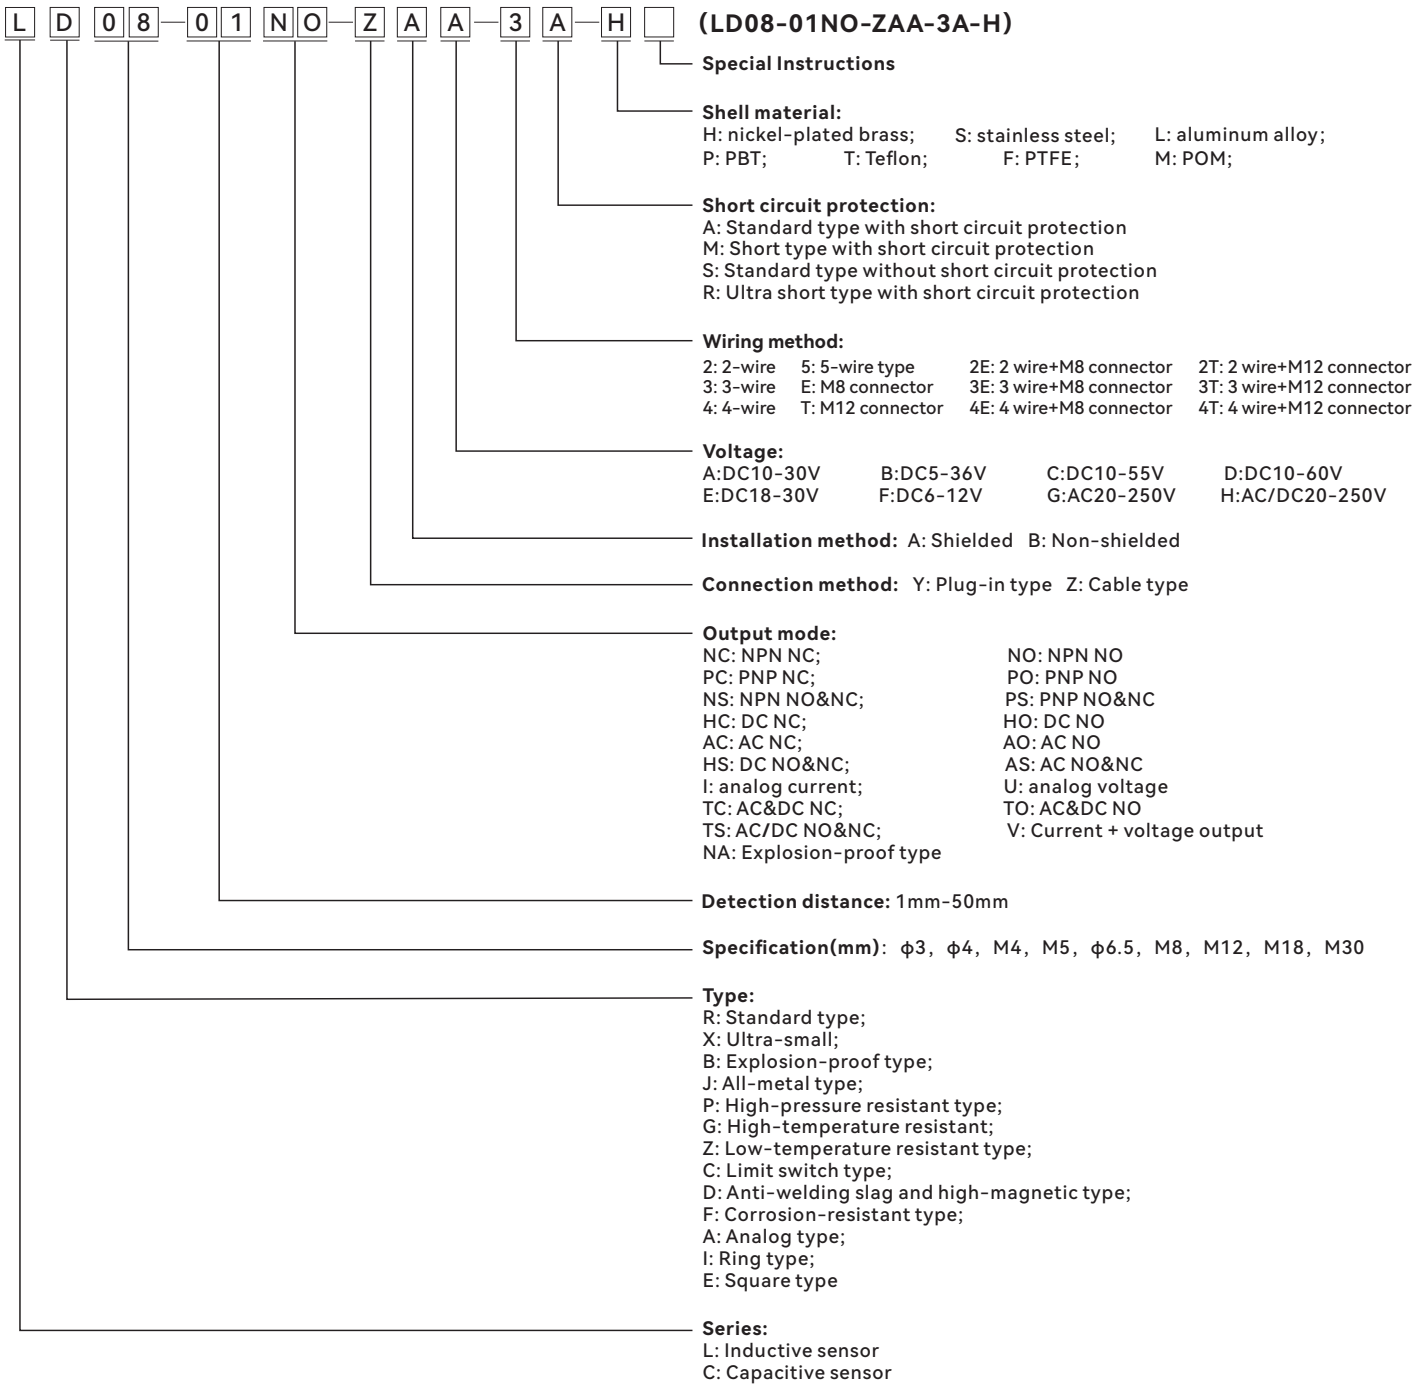 L D 0 8 - 0 1 N O - Z A A - 3 A - H (LD08-01NO-ZAA-3A-H)
Special Instructions
Shell material:
H: nickel-plated brass; S: stainless steel; L: aluminum alloy;
P: PBT; T: Teflon; F: PTFE; M: POM;
Short circuit protection:
A: Standard type with short circuit protection
M: Short type with short circuit protection
S: Standard type without short circuit protection
R: Ultra short type with short circuit protection
Wiring method:
2: 2-wire 5: 5-wire type 2E: 2 wire+M8 connector 2T: 2 wire+M12 connector
3: 3-wire E: M8 connector 3E: 3 wire+M8 connector 3T: 3 wire+M12 connector
4: 4-wire T: M12 connector 4E: 4 wire+M8 connector 4T: 4 wire+M12 connector
Voltage:
A:DC10-30V B:DC5-36V C:DC10-55V D:DC10-60V
E:DC18-30V F:DC6-12V G:AC20-250V H:AC/DC20-250V
Installation method: A: Shielded B: Non-shielded
Connection method: Y: Plug-in type Z: Cable type
Output mode:
NC: NPN NC; NO: NPN NO
PC: PNP NC; PO: PNP NO
NS: NPN NO&NC; PS: PNP NO&NC
HC: DC NC; HO: DC NO
AC: AC NC; AO: AC NO
HS: DC NO&NC; AS: AC NO&NC
I: analog current; U: analog voltage
TC: AC&DC NC; TO: AC&DC NO
TS: AC/DC NO&NC; V: Current + voltage output
NA: Explosion-proof type
Detection distance: 1mm-50mm
Specification(mm): φ3, φ4, M4, M5, φ6.5, M8, M12, M18, M30
Type:
R: Standard type;
X: Ultra-small;
B: Explosion-proof type;
J: All-metal type;
P: High-pressure resistant type;
G: High-temperature resistant;
Z: Low-temperature resistant type;
C: Limit switch type;
D: Anti-welding slag and high-magnetic type;
F: Corrosion-resistant type;
A: Analog type;
I: Ring type;
E: Square type
Series:
L: Inductive sensor
C: Capacitive sensor